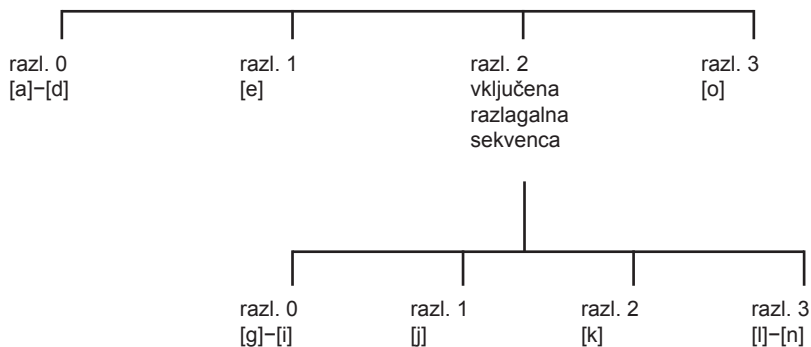 razl. 0
[a]−[d]
razl. 1
[e]
razl. 2
vključena
razlagalna
sekvenca
razl. 3
[o]
razl. 0
[g]−[i]
razl. 1
[j]
razl. 2
[k]
razl. 3
[l]−[n]